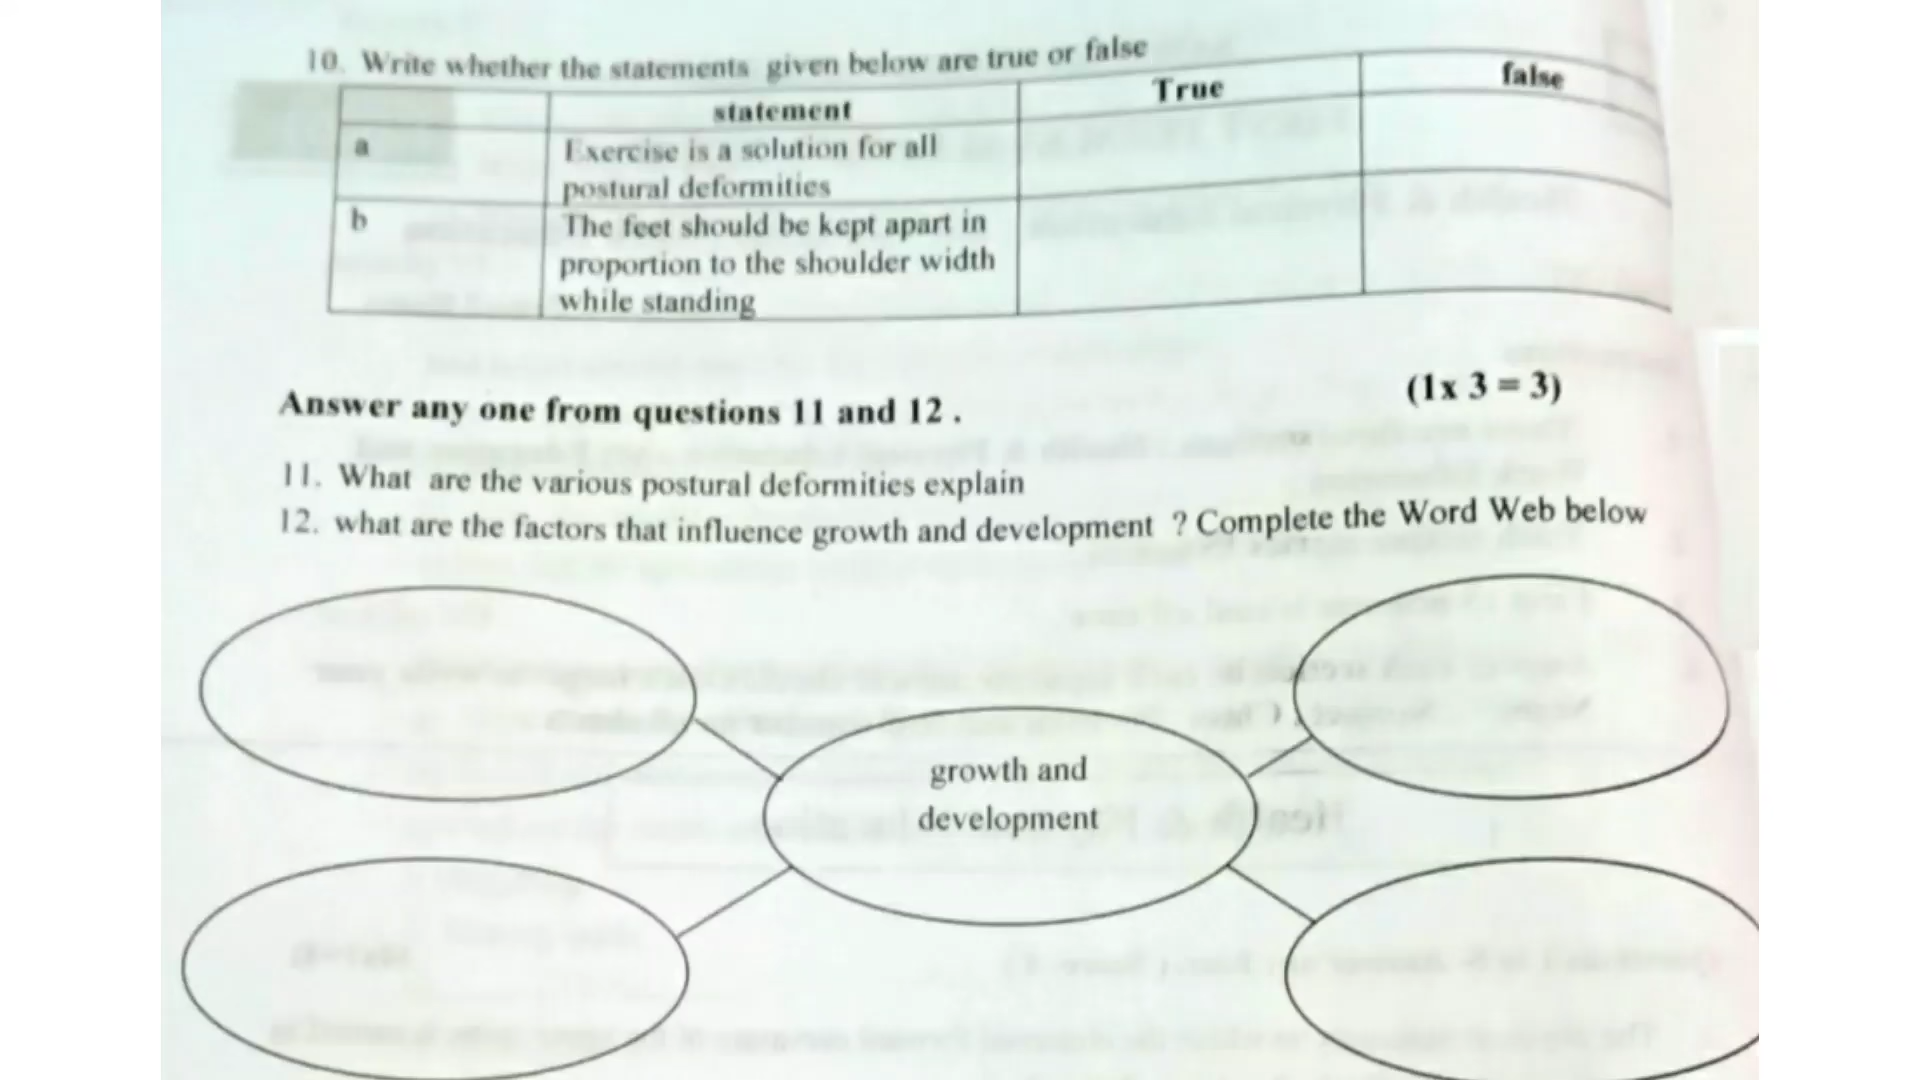 10. Write whether the statements given below are true or false
statement True false
a Exercise is a solution for all
postural deformities
b The feet should be kept apart in
proportion to the shoulder width
while standing
(1x 3 = 3)
Answer any one from questions 11 and 12 .
11. What are the various postural deformities explain
12. what are the factors that influence growth and development ? Complete the Word Web below
growth and
development